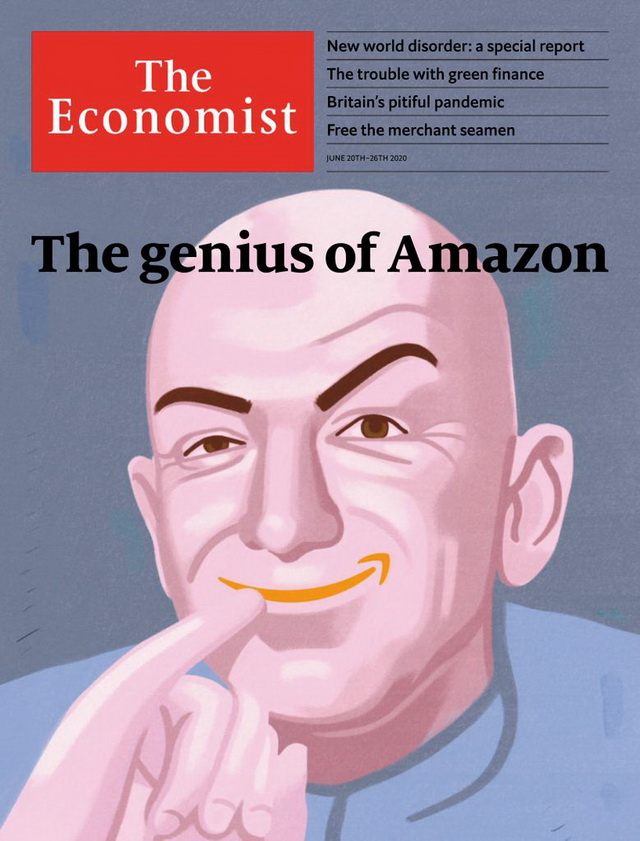 The
Economist
New world disorder: a special report
The trouble with green finance
Britain's pitiful pandemic
Free the merchant seamen
JUNE 20TH–26TH 2020
The genius of Amazon